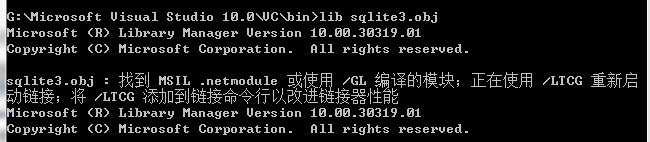 G:\Microsoft Visual Studio 10.0\VC\bin>lib sqlite3.obj
Microsoft (R) Library Manager Version 10.00.30319.01
Copyright (C) Microsoft Corporation.  All rights reserved.
sqlite3.obj : 找到 MSIL .netmodule 或使用 /GL 编译的模块；正在使用 /LTCG 重新启
动链接；将 /LTCG 添加到链接命令行以改进链接器性能
Microsoft (R) Library Manager Version 10.00.30319.01
Copyright (C) Microsoft Corporation.  All rights reserved.